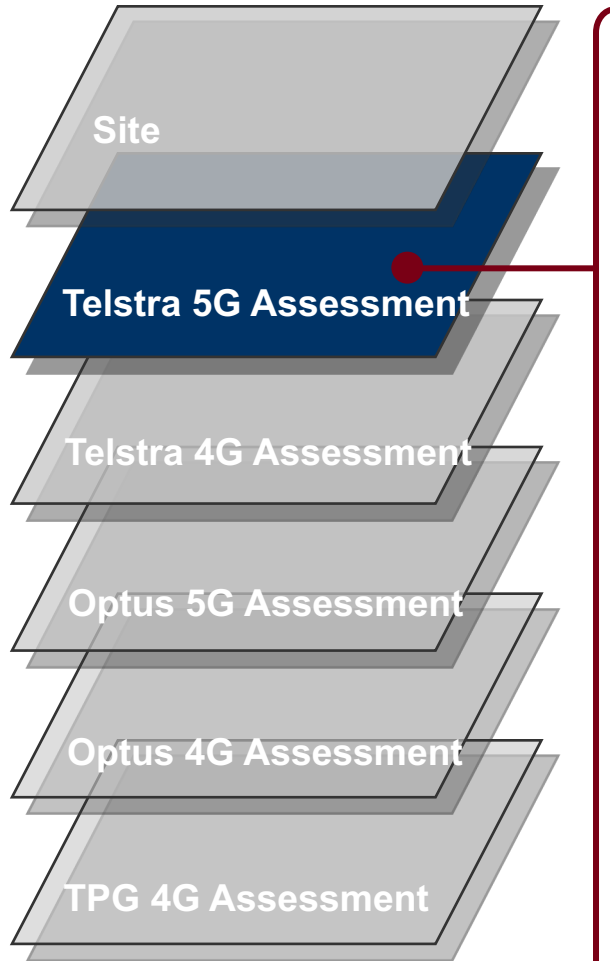 Site
Telstra 5G Assessment
Telstra 4G Assessment
Optus 5G Assessment
Optus 4G Assessment
TPG 4G Assessment